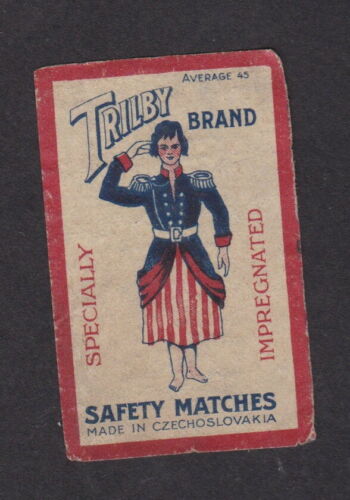 AVERAGE 45
TRILBY
BRAND
SPECIALLY
IMPREGNATED
SAFETY MATCHES
MADE IN CZECHOSLOVAKIA